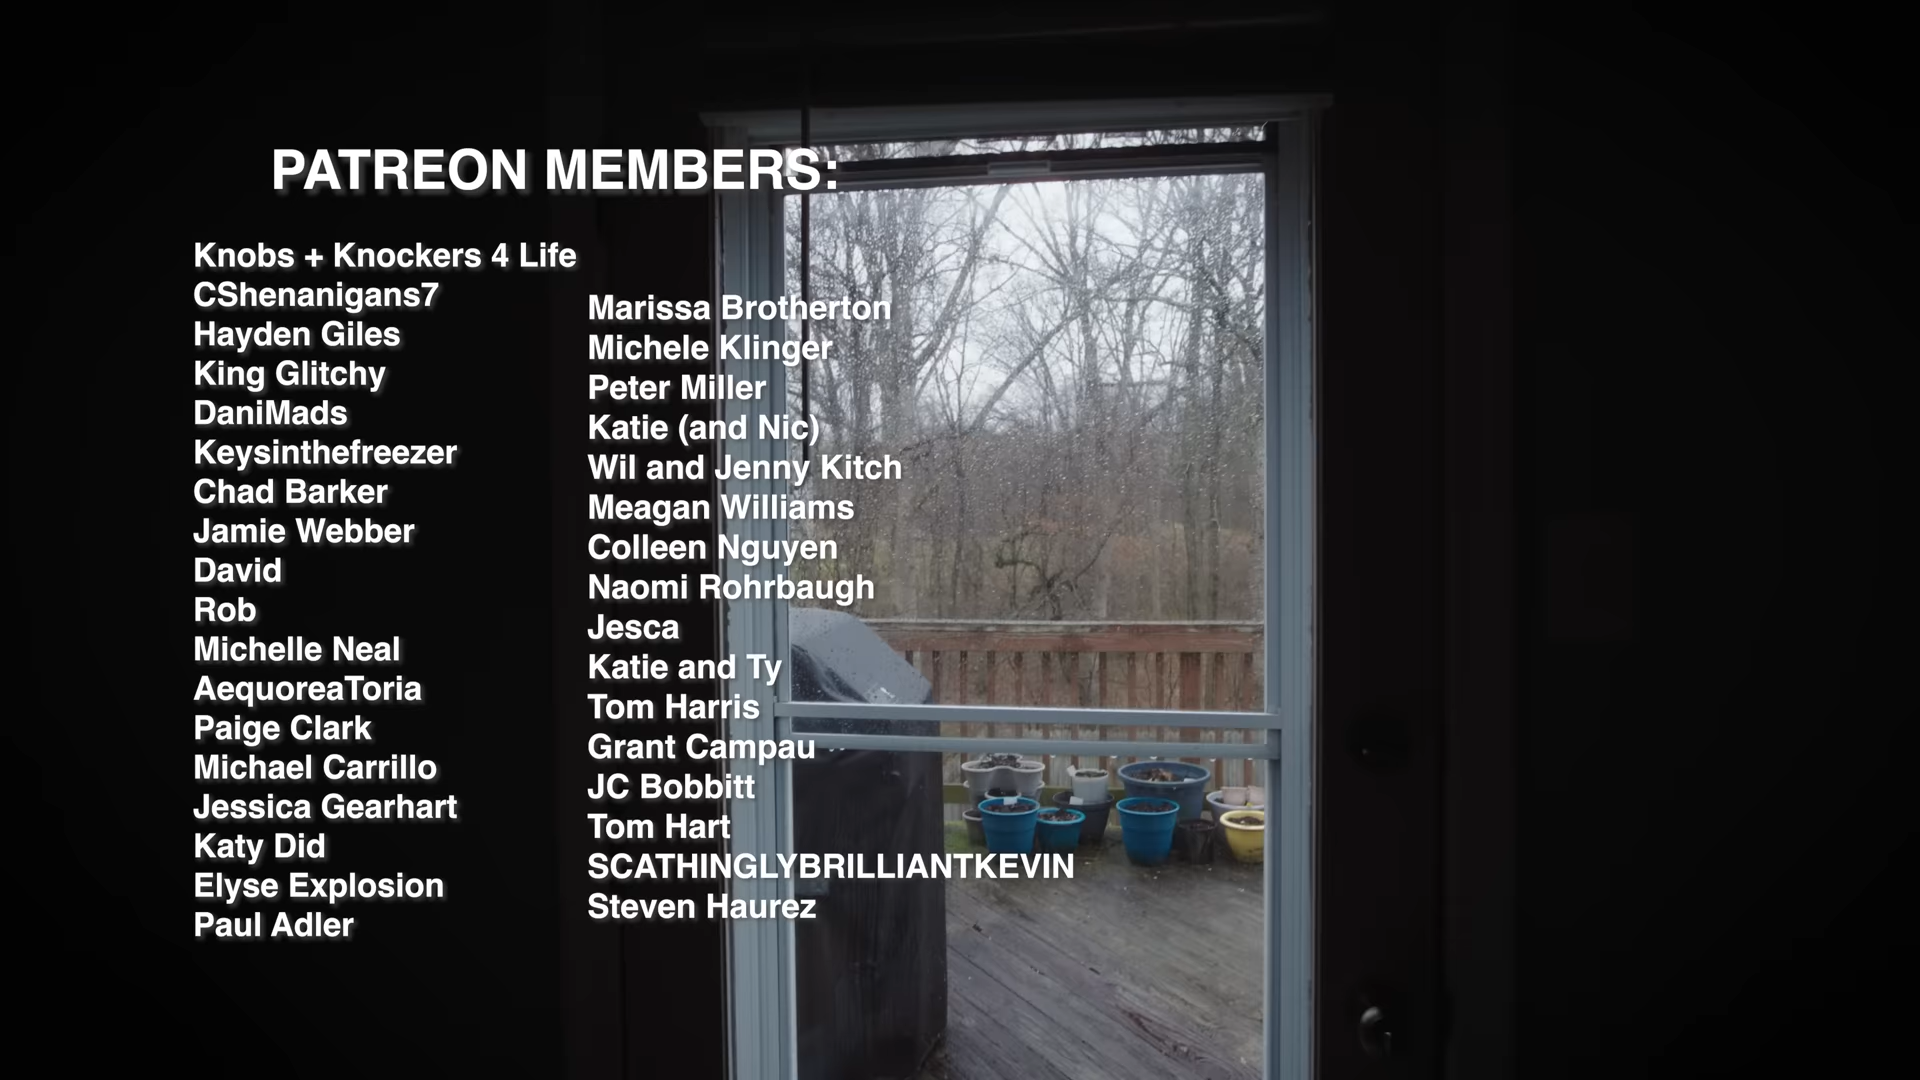 PATREON MEMBERS:
Knobs + Knockers 4 Life
CShenanigans7
Hayden Giles
King Glitchy
DaniMads
Keysinthefreezer
Chad Barker
Jamie Webber
David
Rob
Michelle Neal
AequoreaToria
Paige Clark
Michael Carrillo
Jessica Gearhart
Katy Did
Elyse Explosion
Paul Adler
Marissa Brotherton
Michele Klinger
Peter Miller
Katie (and Nic)
Wil and Jenny Kitch
Meagan Williams
Colleen Nguyen
Naomi Rohrbaugh
Jesca
Katie and Ty
Tom Harris
Grant Campau
JC Bobbitt
Tom Hart
SCATHINGLYBRILLIANTKEVIN
Steven Haurez